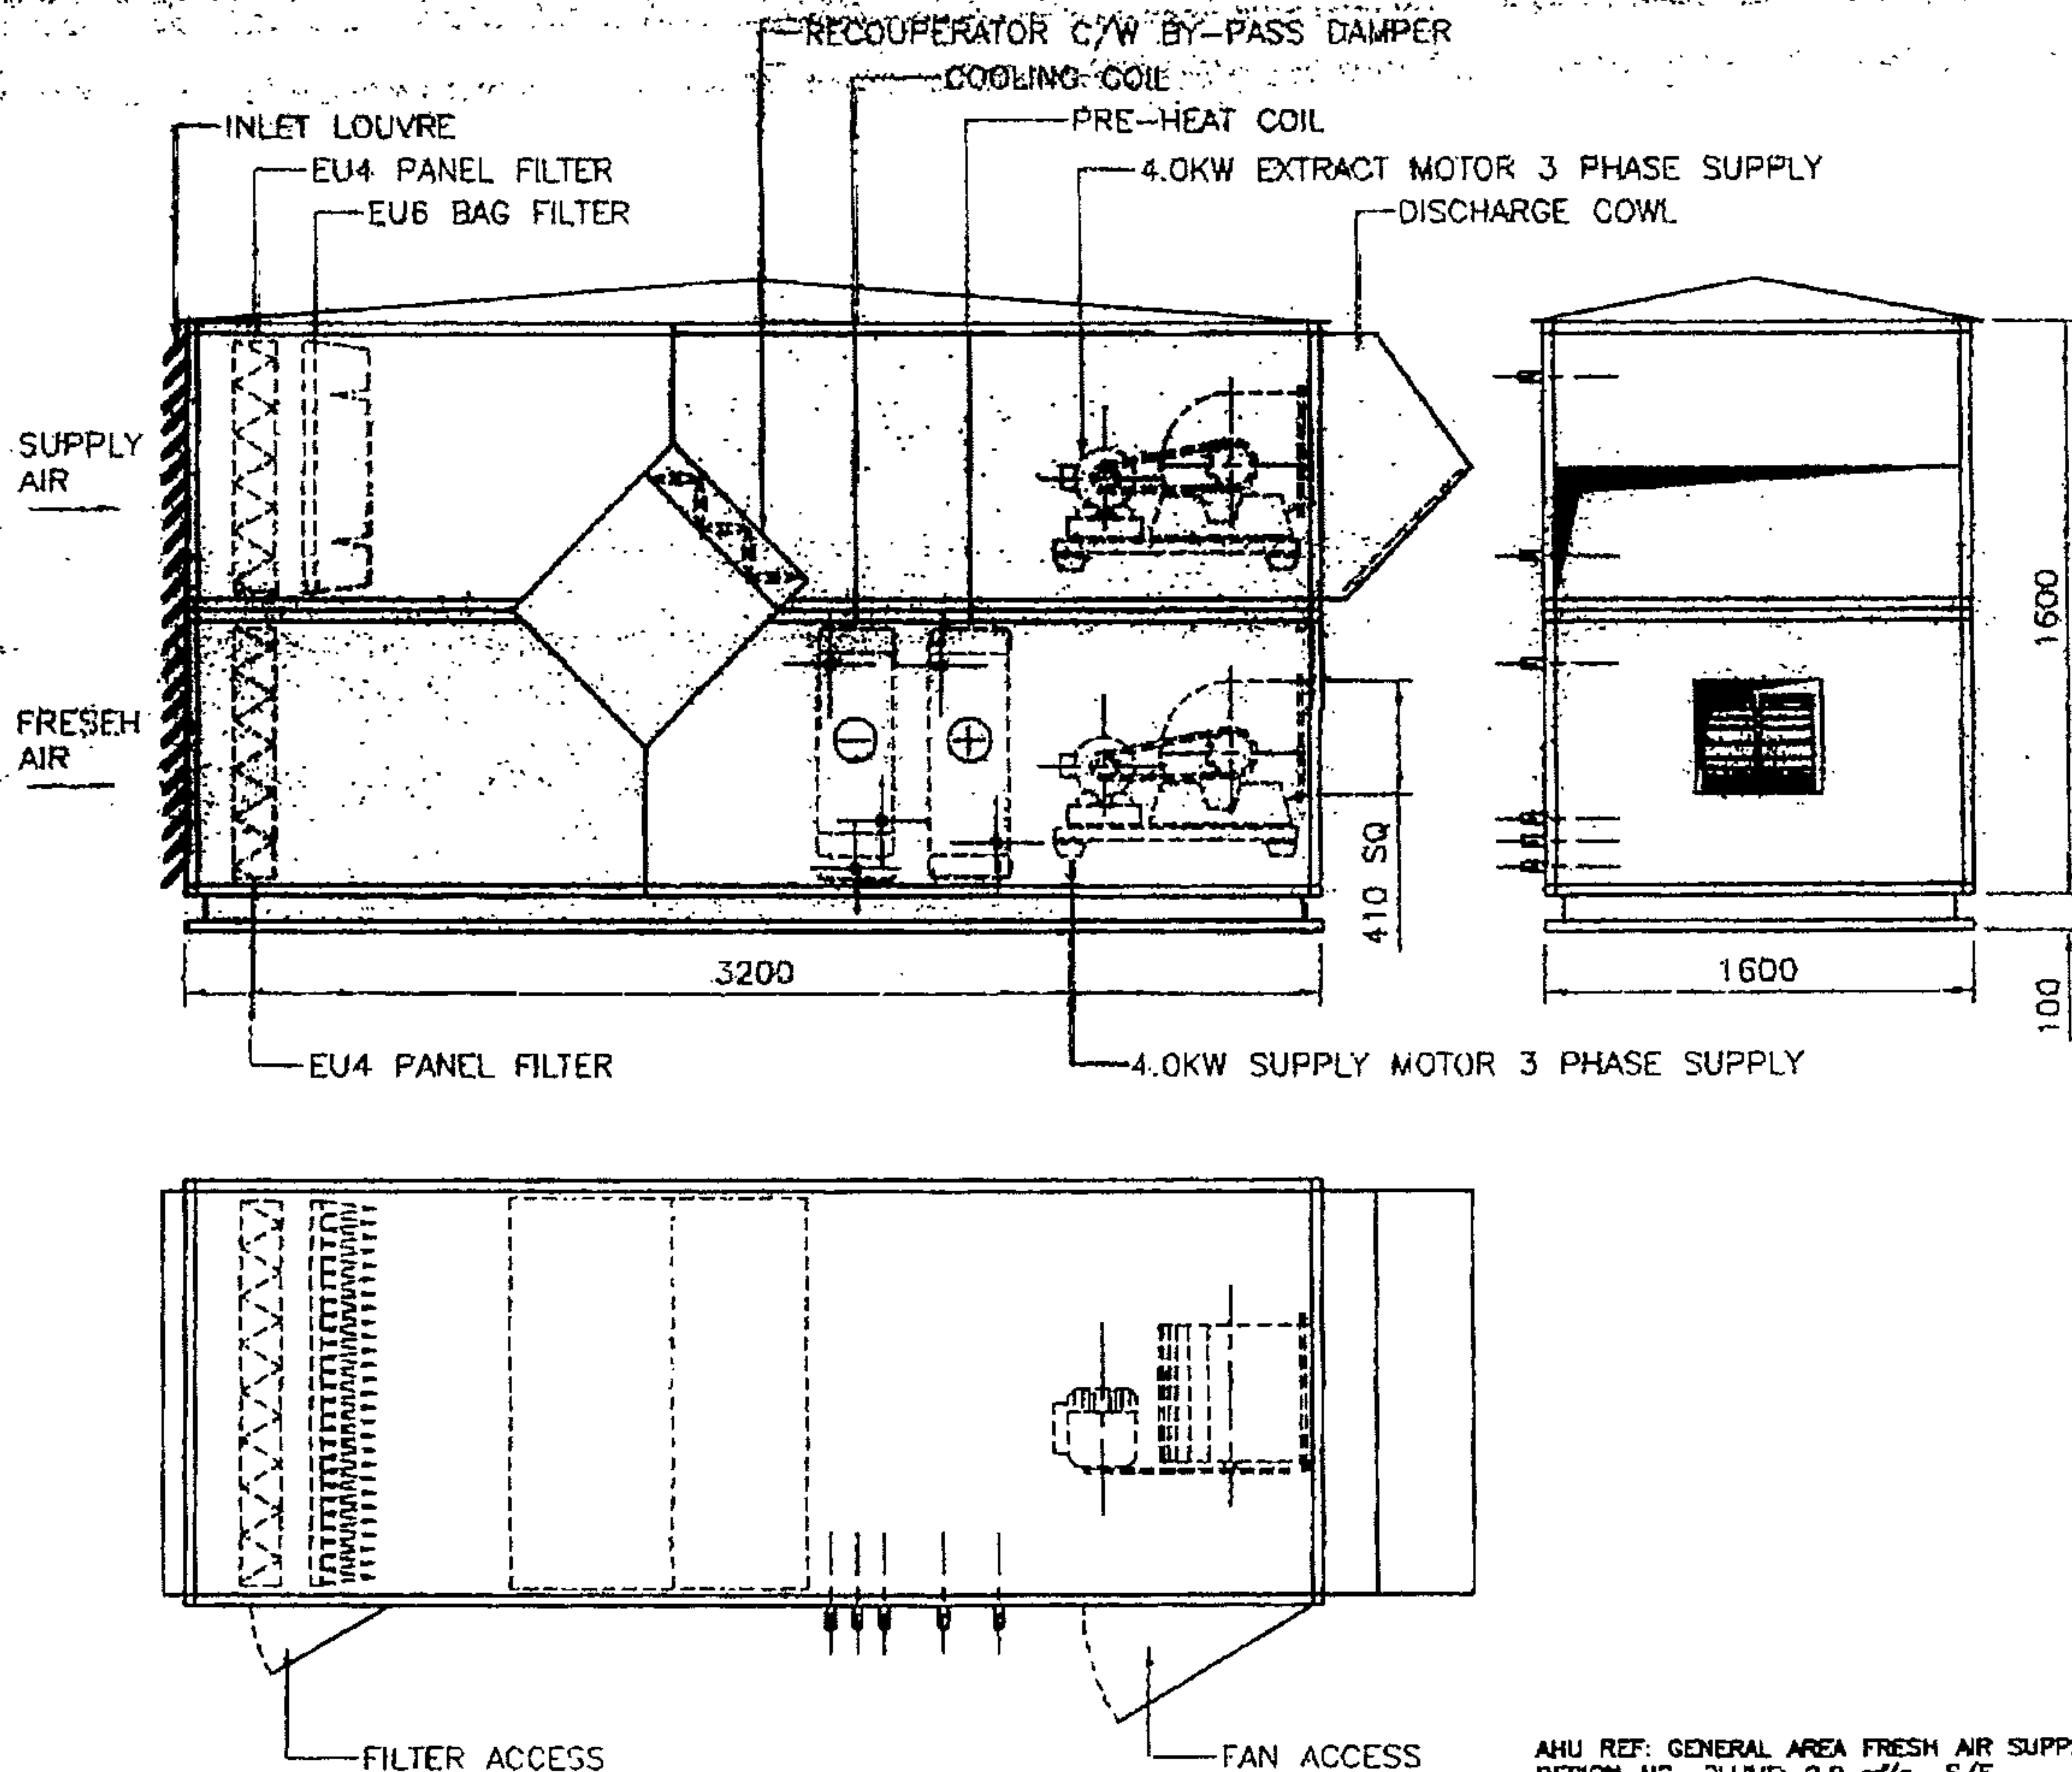 RECOUPERATOR C/W BY-PASS DAMPER
COOLING COIL
INLET LOUVRE
PRE-HEAT COIL
EU4 PANEL FILTER
4.0KW EXTRACT MOTOR 3 PHASE SUPPLY
EU6 BAG FILTER
DISCHARGE COWL
SUPPLY
AIR
FRESEH
AIR
1600
410 SQ
3200
1600
100
EU4 PANEL FILTER
4.0KW SUPPLY MOTOR 3 PHASE SUPPLY
FILTER ACCESS
FAN ACCESS
AHU REF: GENERAL AREA FRESH AIR